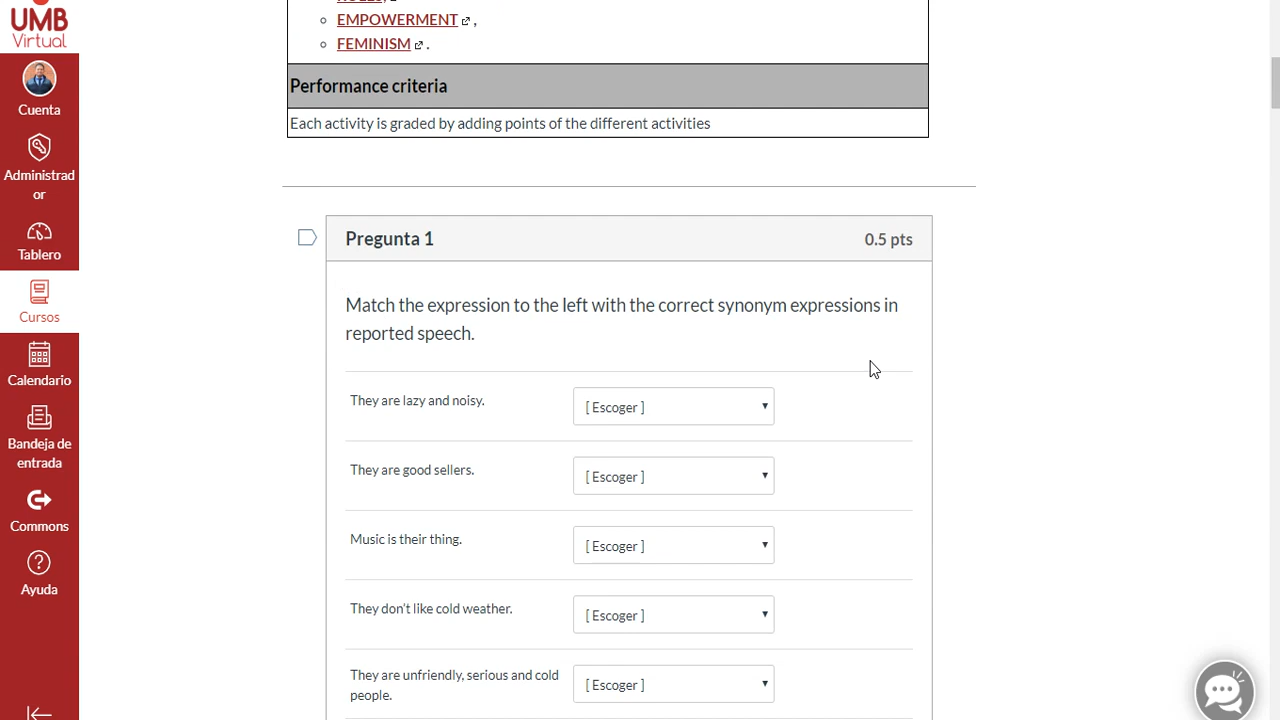 UMB
Virtual
Cuenta
Administrad
or
Tablero
Cursos
Calendario
Bandeja de
entrada
Commons
Ayuda
EMPOWERMENT ,
FEMINISM .
Performance criteria
Each activity is graded by adding points of the different activities
Pregunta 1
0.5 pts
Match the expression to the left with the correct synonym expressions in
reported speech.
They are lazy and noisy.
[ Escoger ]
They are good sellers.
[ Escoger ]
Music is their thing.
[ Escoger ]
They don't like cold weather.
[ Escoger ]
They are unfriendly, serious and cold
people.
[ Escoger ]